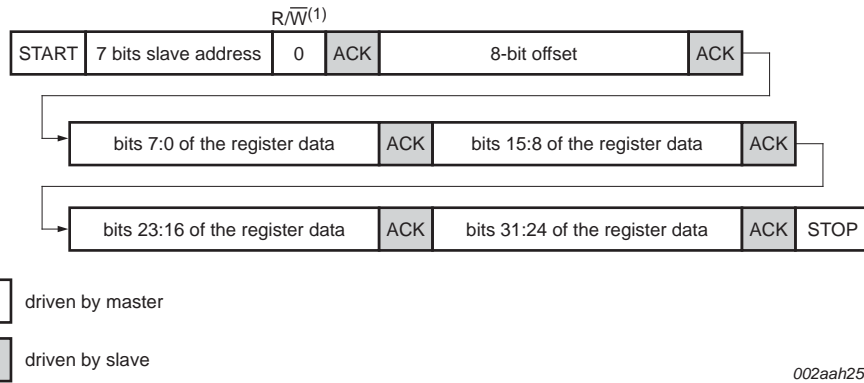 R/W̅(1)
START 7 bits slave address 0 ACK 8-bit offset ACK
bits 7:0 of the register data ACK bits 15:8 of the register data ACK
bits 23:16 of the register data ACK bits 31:24 of the register data ACK STOP
driven by master
driven by slave
002aah25